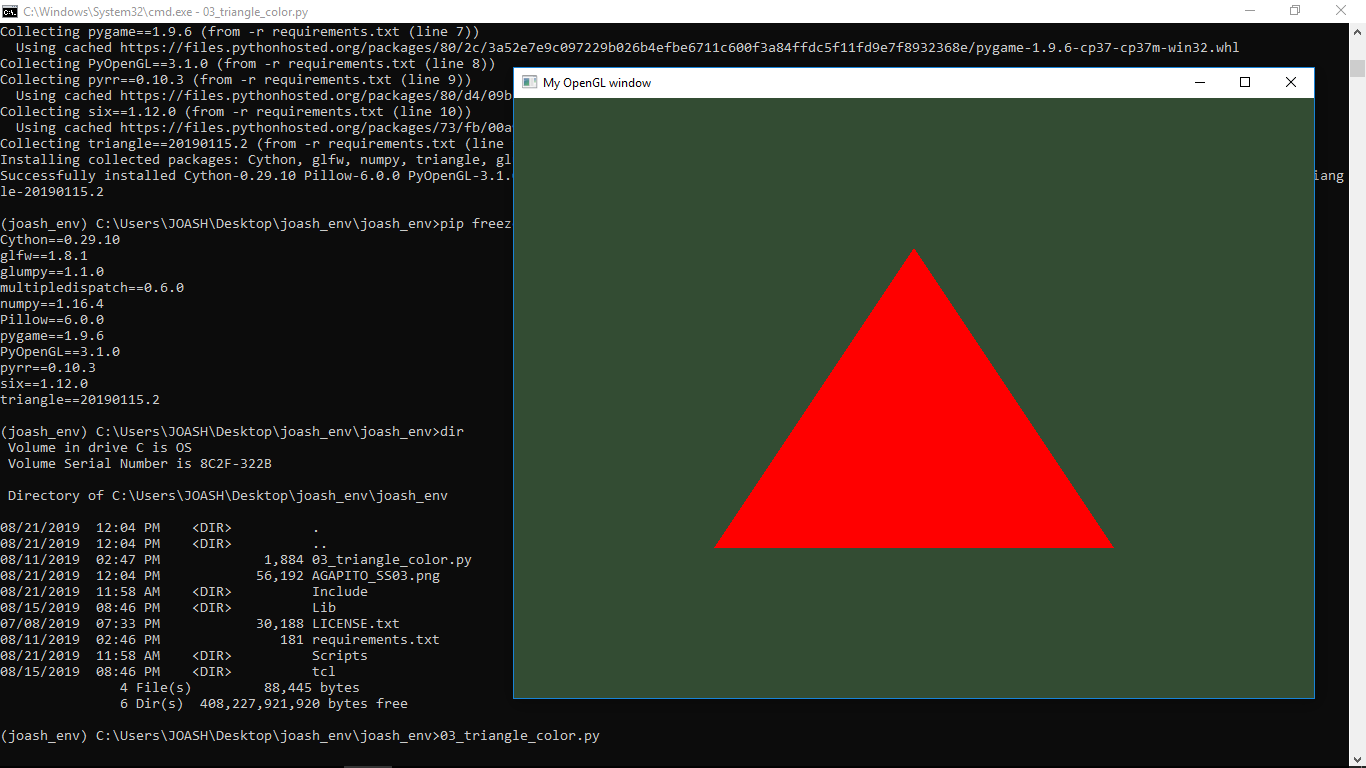 C:\Windows\System32\cmd.exe - 03_triangle_color.py
Collecting pygame==1.9.6 (from -r requirements.txt (line 7))
  Using cached https://files.pythonhosted.org/packages/80/2c/3a52e7e9c097229b026b4efbe6711c600f3a84ffdc5f11fd9e7f8932368e/pygame-1.9.6-cp37-cp37m-win32.whl
Collecting PyOpenGL==3.1.0 (from -r requirements.txt (line 8))
Collecting pyrr==0.10.3 (from -r requirements.txt (line 9))
  Using cached https://files.pythonhosted.org/packages/80/d4/09b
Collecting six==1.12.0 (from -r requirements.txt (line 10))
  Using cached https://files.pythonhosted.org/packages/73/fb/00a
Collecting triangle==20190115.2 (from -r requirements.txt (line
Installing collected packages: Cython, glfw, numpy, triangle, gl
Successfully installed Cython-0.29.10 Pillow-6.0.0 PyOpenGL-3.1. iang
le-20190115.2
(joash_env) C:\Users\JOASH\Desktop\joash_env\joash_env>pip freez
Cython==0.29.10
glfw==1.8.1
glumpy==1.1.0
multipledispatch==0.6.0
numpy==1.16.4
Pillow==6.0.0
pygame==1.9.6
PyOpenGL==3.1.0
pyrr==0.10.3
six==1.12.0
triangle==20190115.2
(joash_env) C:\Users\JOASH\Desktop\joash_env\joash_env>dir
 Volume in drive C is OS
 Volume Serial Number is 8C2F-322B
 Directory of C:\Users\JOASH\Desktop\joash_env\joash_env
08/21/2019  12:04 PM    <DIR>          .
08/21/2019  12:04 PM    <DIR>          ..
08/11/2019  02:47 PM             1,884 03_triangle_color.py
08/21/2019  12:04 PM            56,192 AGAPITO_SS03.png
08/21/2019  11:58 AM    <DIR>          Include
08/15/2019  08:46 PM    <DIR>          Lib
07/08/2019  07:33 PM            30,188 LICENSE.txt
08/11/2019  02:46 PM               181 requirements.txt
08/21/2019  11:58 AM    <DIR>          Scripts
08/15/2019  08:46 PM    <DIR>          tcl
               4 File(s)         88,445 bytes
               6 Dir(s)  408,227,921,920 bytes free
(joash_env) C:\Users\JOASH\Desktop\joash_env\joash_env>03_triangle_color.py
My OpenGL window